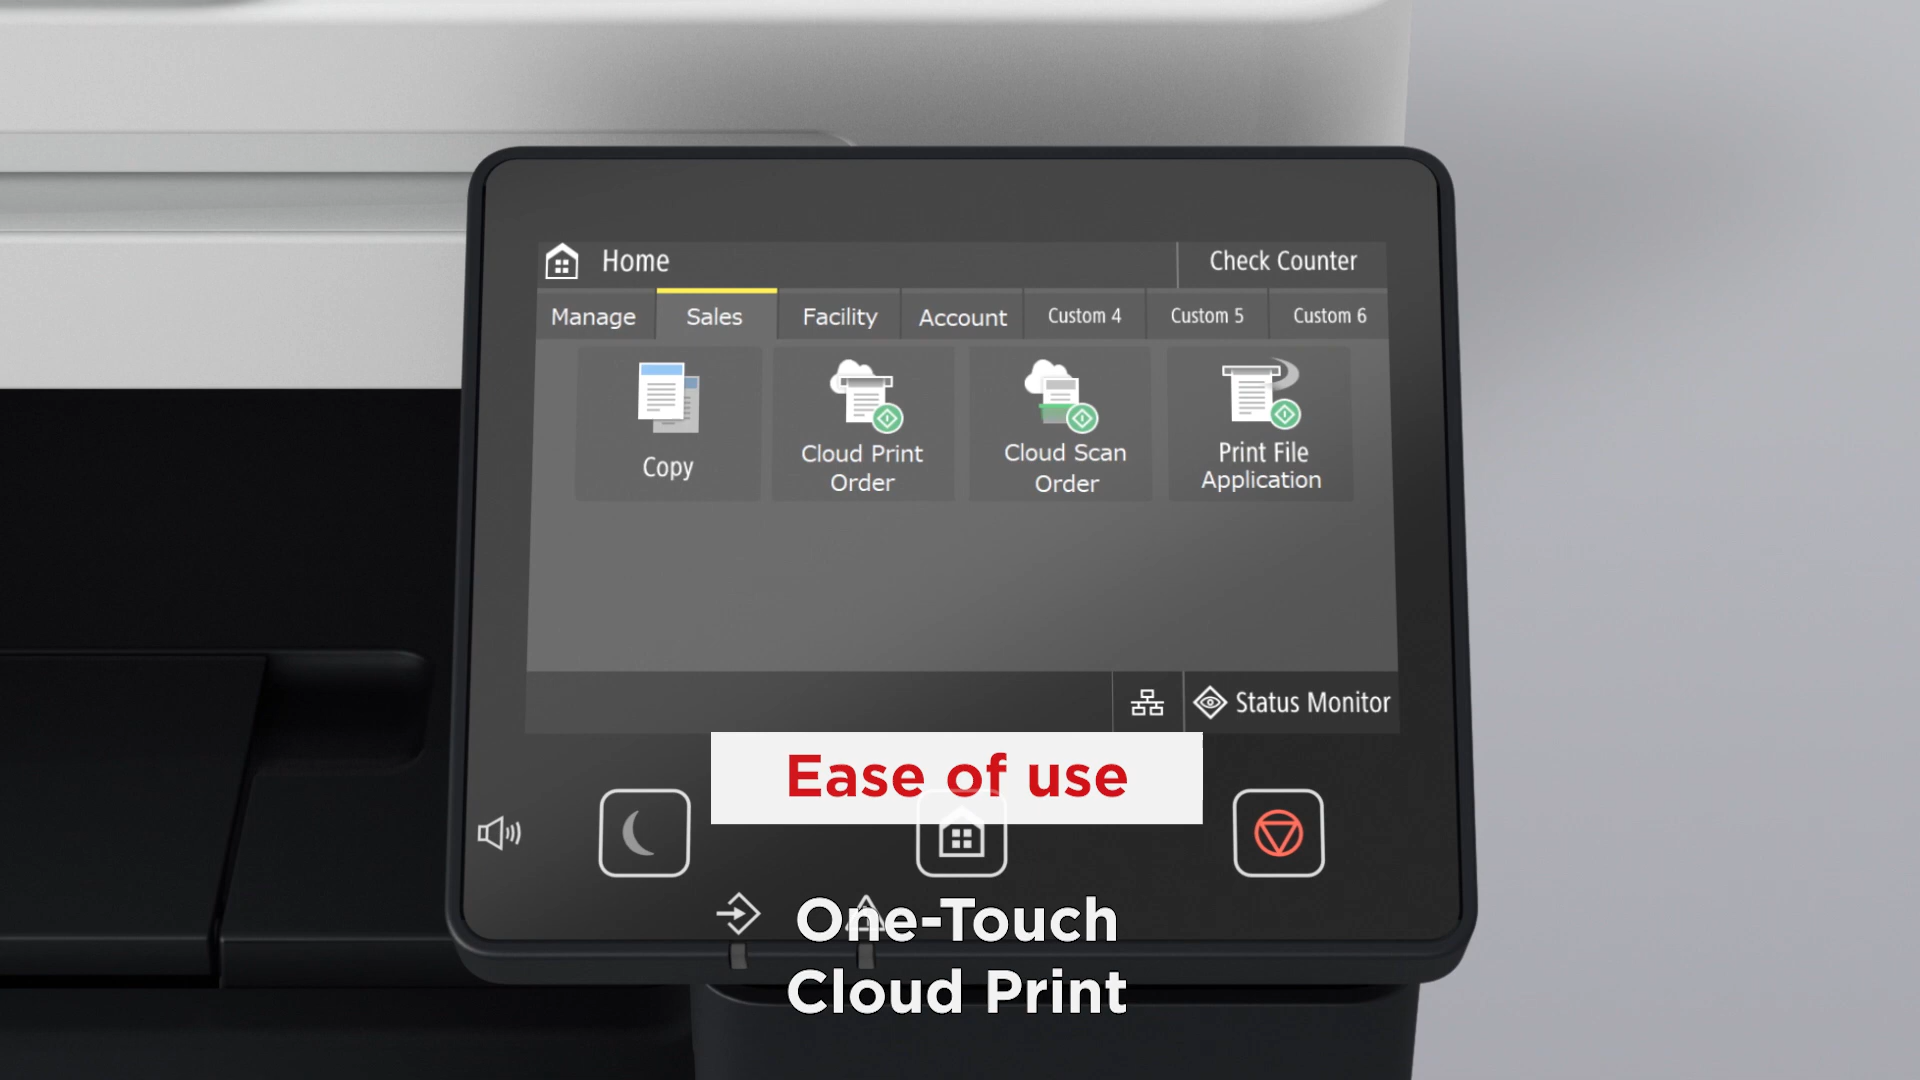 Home
Check Counter
Manage
Sales
Facility
Account
Custom 4
Custom 5
Custom 6
Copy
Cloud Print
Order
Cloud Scan
Order
Print File
Application
Status Monitor
Ease of use
One-Touch
Cloud Print